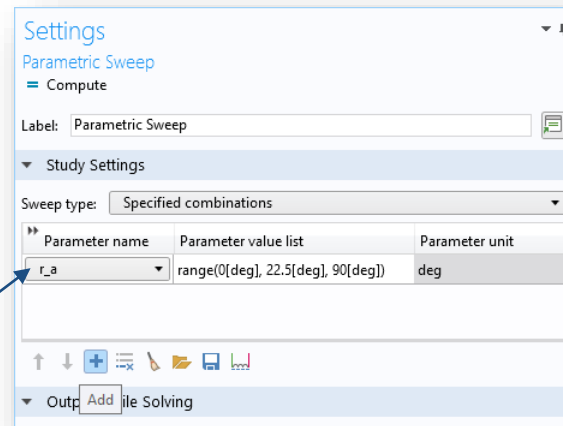 Settings
Parametric Sweep
= Compute
Label: Parametric Sweep
Study Settings
Sweep type: Specified combinations
Parameter name Parameter value list Parameter unit
r_a range(0[deg], 22.5[deg], 90[deg]) deg
Add
Outp ile Solving